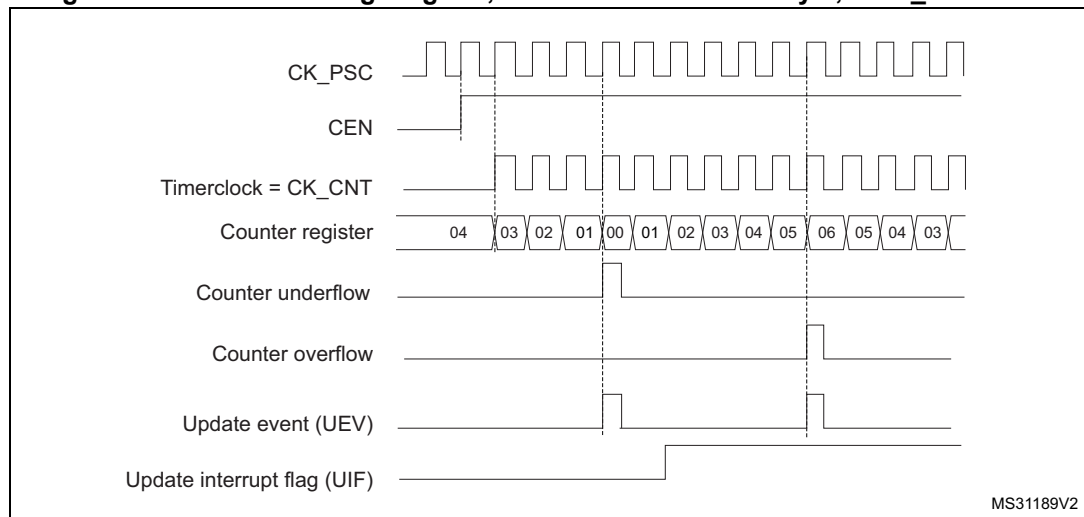 CK_PSC
CEN
Timerclock = CK_CNT
Counter register 04 03 02 01 00 01 02 03 04 05 06 05 04 03
Counter underflow
Counter overflow
Update event (UEV)
Update interrupt flag (UIF)
MS31189V2